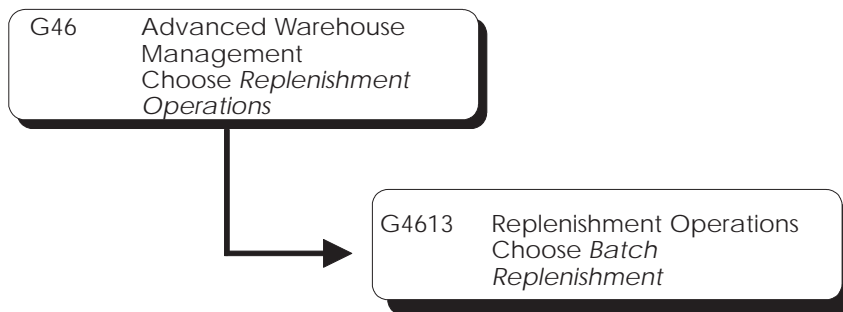 G46 Advanced Warehouse
Management
Choose Replenishment
Operations
G4613 Replenishment Operations
Choose Batch
Replenishment